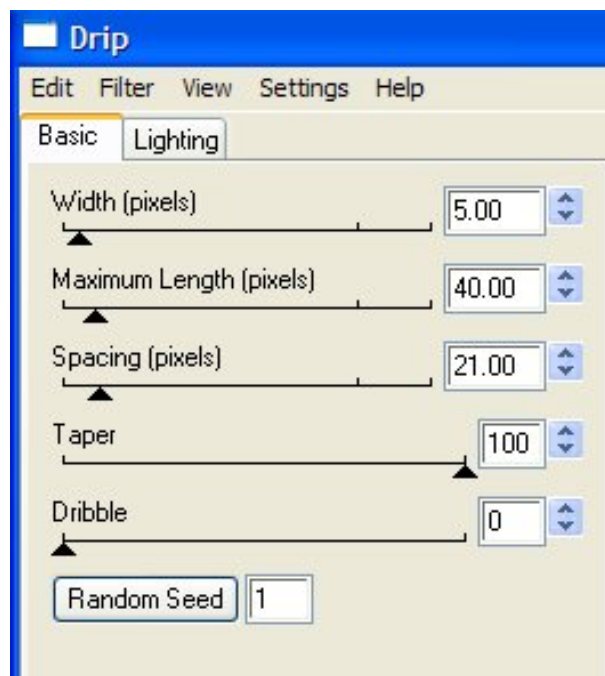 Drip
Edit Filter View Settings Help
Basic Lighting
Width (pixels) 5.00
Maximum Length (pixels) 40.00
Spacing (pixels) 21.00
Taper 100
Dribble 0
Random Seed 1